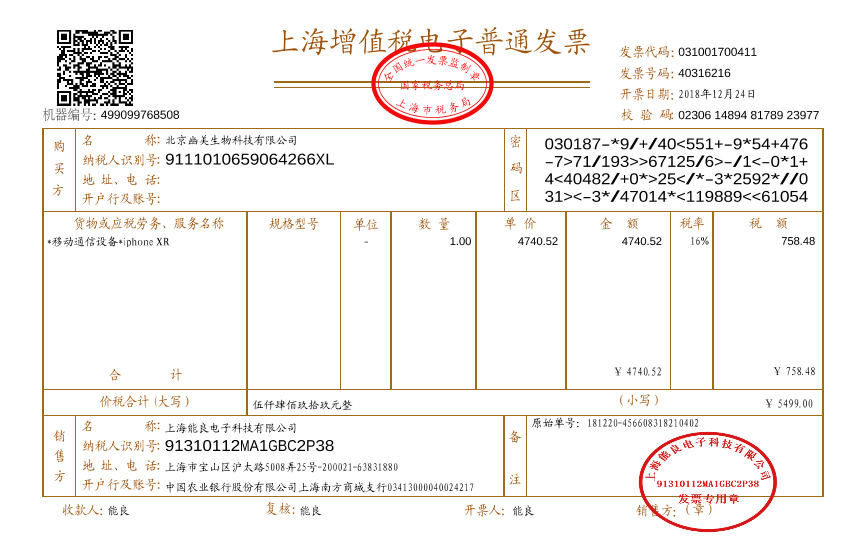 上海增值税电子普通发票
全国统一发票监制章
国家税务总局
上海市税务局
发票代码: 031001700411
发票号码: 40316216
开票日期: 2018年12月24日
校 验 码: 02306 14894 81789 23977
机器编号: 499099768508
购买方
名 称: 北京幽美生物科技有限公司
纳税人识别号: 9111010659064266XL
地 址、电 话:
开户行及账号:
密码区
030187-*9/+/40<551+-9*54+476
-7>71/193>>67125/6>-/1<-0*1+
4<40482/+0*>25</*-3*2592*//0
31><-3*/47014*<119889<<61054
货物或应税劳务、服务名称 规格型号 单位 数 量 单 价 金 额 税率 税 额
*移动通信设备*iphone XR - 1.00 4740.52 4740.52 16% 758.48
合 计 ¥ 4740.52 ¥ 758.48
价税合计(大写) 伍仟肆佰玖拾玖元整 (小写) ¥ 5499.00
销售方
名 称: 上海能良电子科技有限公司
纳税人识别号: 91310112MA1GBC2P38
地 址、电 话: 上海市宝山区沪太路5008弄25号-200021-63831880
开户行及账号: 中国农业银行股份有限公司上海南方商城支行03413000040024217
备注
原始单号: 181220-456608318210402
上海能良电子科技有限公司
91310112MA1GBC2P38
发票专用章
收款人: 能良 复核: 能良 开票人: 能良 销售方:(章)